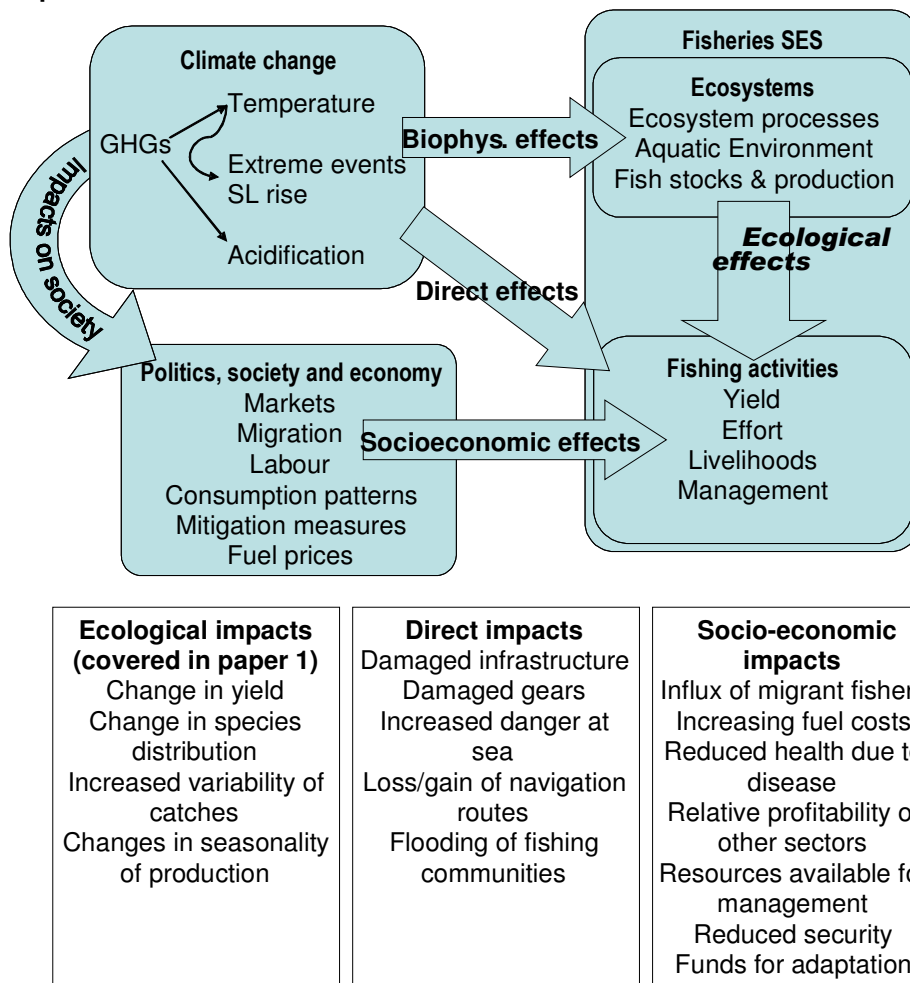 Climate change
GHGs
Temperature
Extreme events
SL rise
Acidification
Impacts on society
Biophys. effects
Direct effects
Fisheries SES
Ecosystems
Ecosystem processes
Aquatic Environment
Fish stocks & production
Ecological
effects
Politics, society and economy
Markets
Migration
Labour
Consumption patterns
Mitigation measures
Fuel prices
Socioeconomic effects
Fishing activities
Yield
Effort
Livelihoods
Management
Ecological impacts
(covered in paper 1)
Change in yield
Change in species
distribution
Increased variability of
catches
Changes in seasonality
of production
Direct impacts
Damaged infrastructure
Damaged gears
Increased danger at
sea
Loss/gain of navigation
routes
Flooding of fishing
communities
Socio-economic
impacts
Influx of migrant
Increasing fuel costs
Reduced health due
disease
Relative profitability
other sectors
Resources available
management
Reduced security
Funds for adaptation